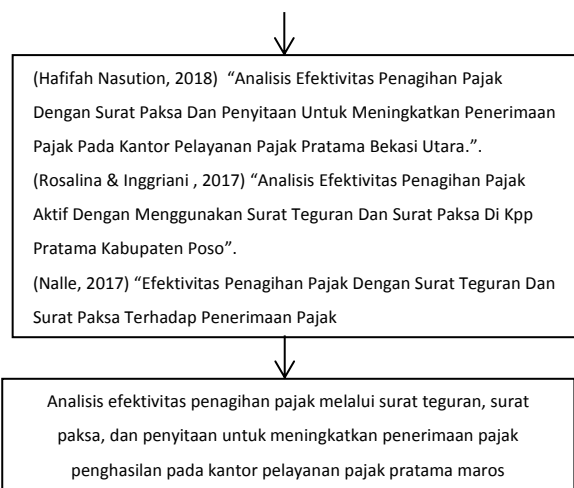 (Hafifah Nasution, 2018) “Analisis Efektivitas Penagihan Pajak
Dengan Surat Paksa Dan Penyitaan Untuk Meningkatkan Penerimaan
Pajak Pada Kantor Pelayanan Pajak Pratama Bekasi Utara.”.
(Rosalina & Inggriani , 2017) “Analisis Efektivitas Penagihan Pajak
Aktif Dengan Menggunakan Surat Teguran Dan Surat Paksa Di Kpp
Pratama Kabupaten Poso”.
(Nalle, 2017) “Efektivitas Penagihan Pajak Dengan Surat Teguran Dan
Surat Paksa Terhadap Penerimaan Pajak
Analisis efektivitas penagihan pajak melalui surat teguran, surat
paksa, dan penyitaan untuk meningkatkan penerimaan pajak
penghasilan pada kantor pelayanan pajak pratama maros